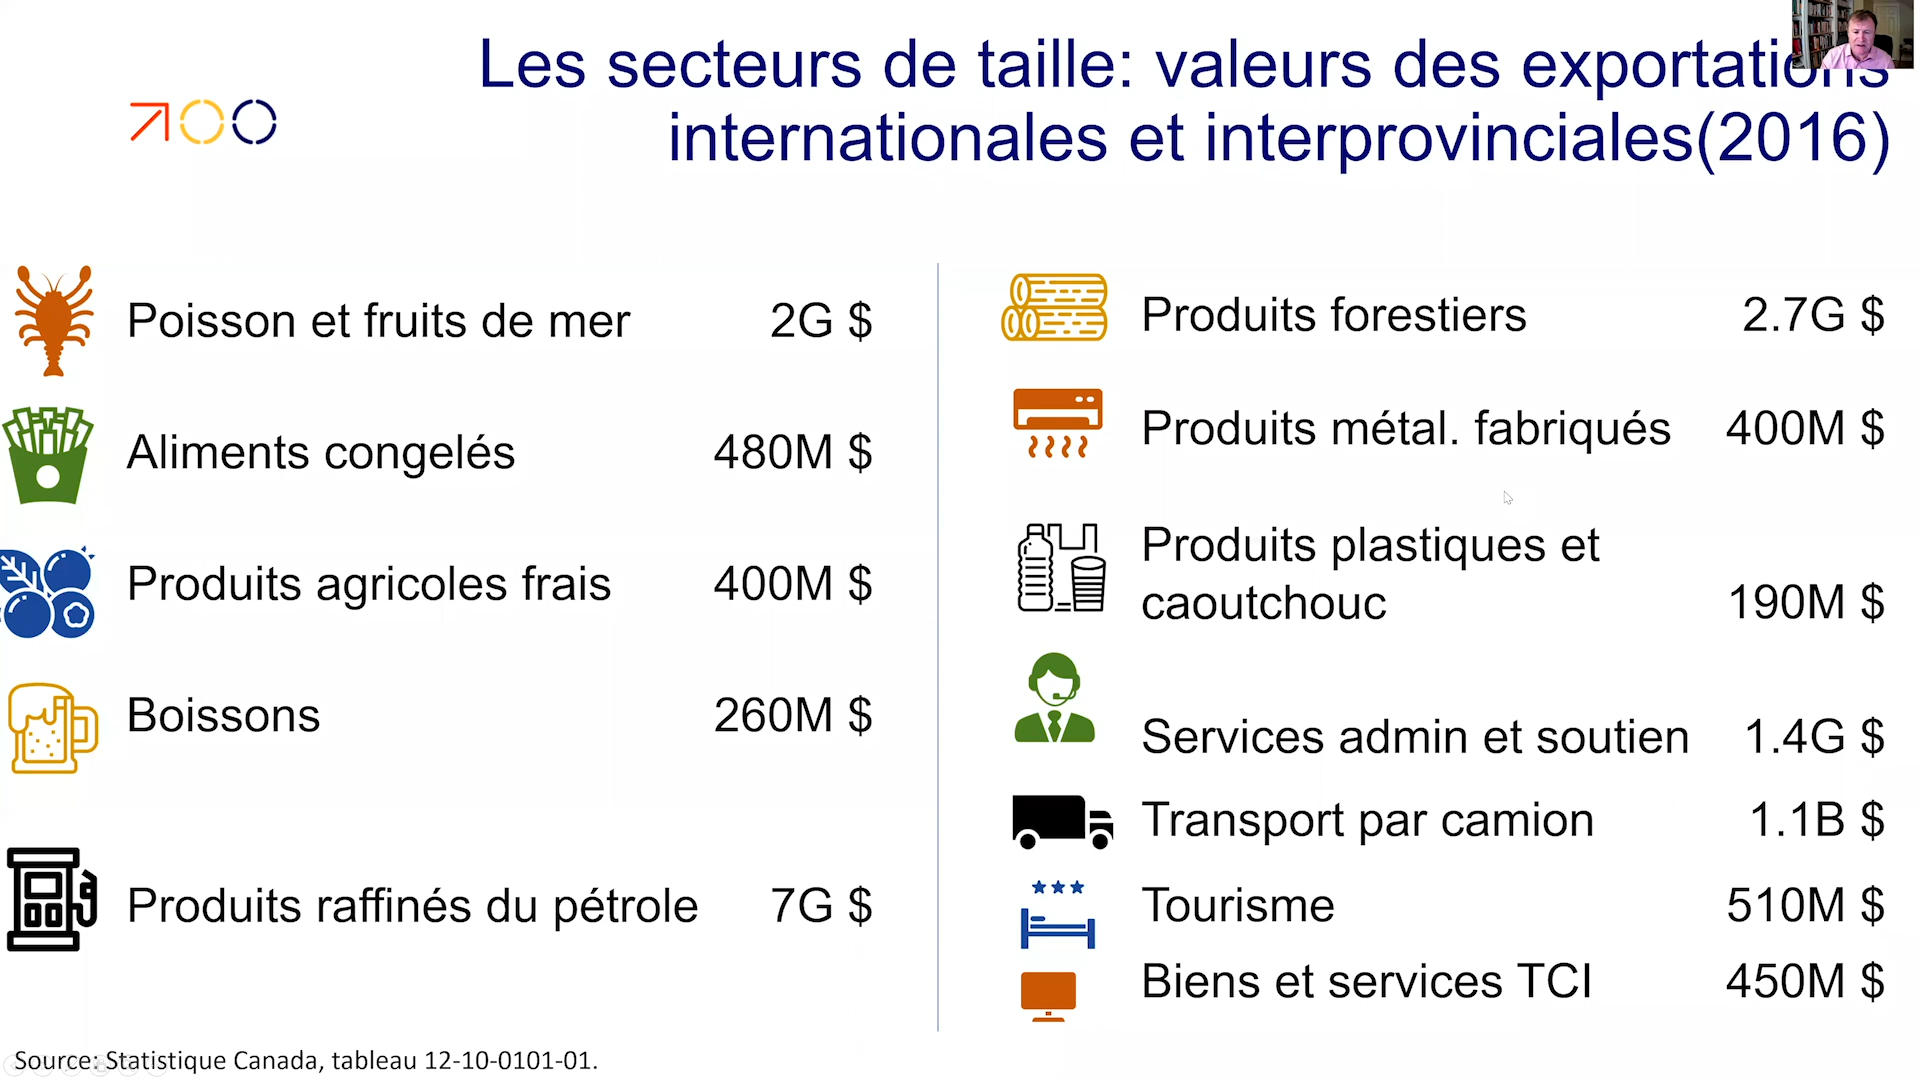 Les secteurs de taille: valeurs des exportations
internationales et interprovinciales(2016)
Poisson et fruits de mer 2G $
Aliments congelés 480M $
Produits agricoles frais 400M $
Boissons 260M $
Produits raffinés du pétrole 7G $
Produits forestiers 2.7G $
Produits métal. fabriqués 400M $
Produits plastiques et
caoutchouc 190M $
Services admin et soutien 1.4G $
Transport par camion 1.1B $
Tourisme 510M $
Biens et services TCI 450M $
Source: Statistique Canada, tableau 12-10-0101-01.